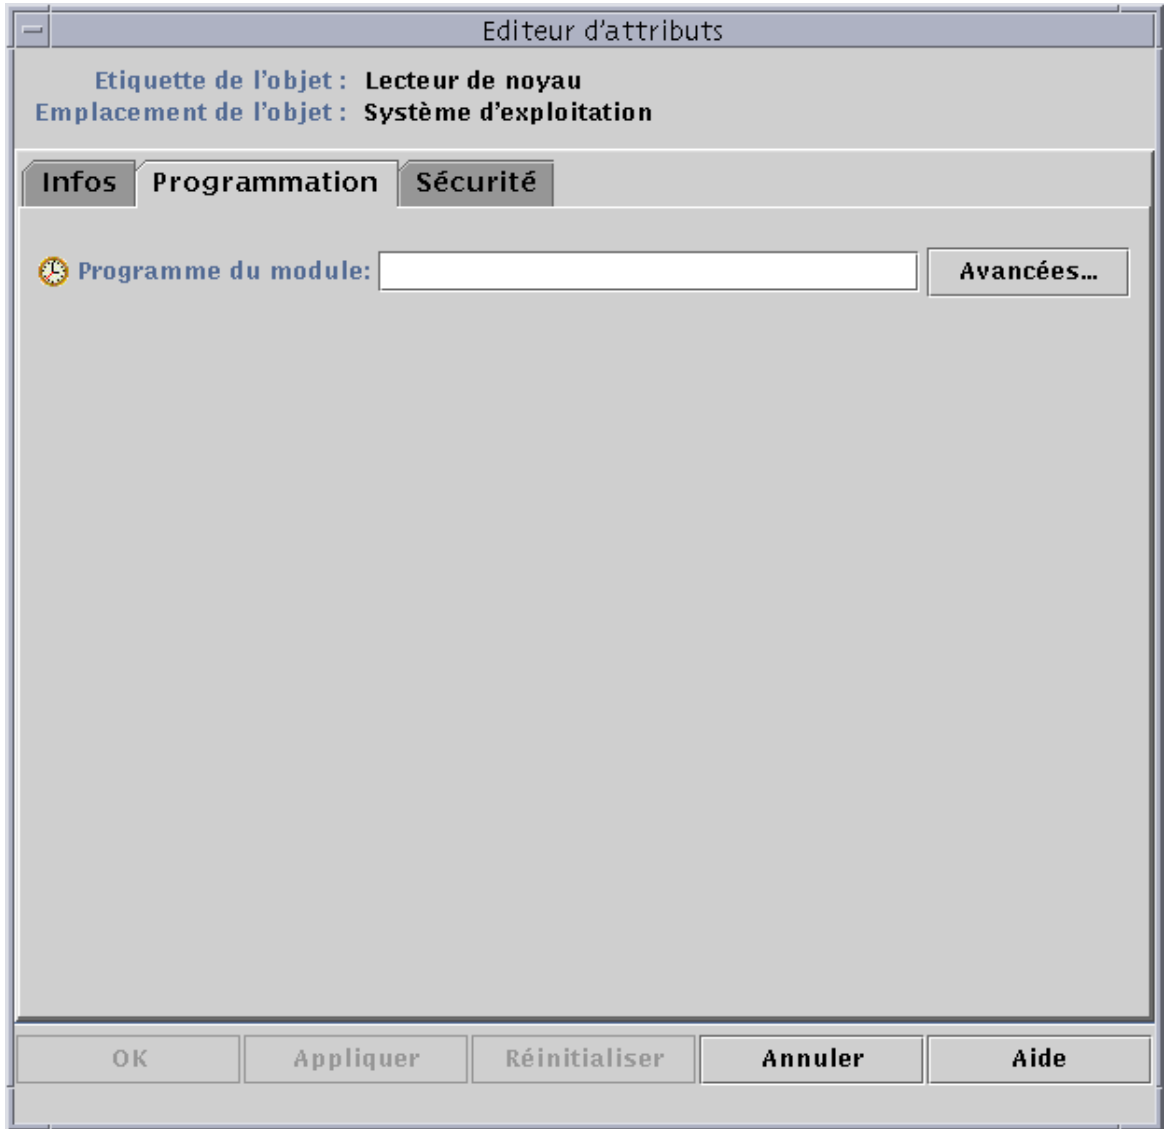 Editeur d'attributs
Etiquette de l'objet : Lecteur de noyau
Emplacement de l'objet : Système d'exploitation
Infos Programmation Sécurité
Programme du module: Avancées...
OK Appliquer Réinitialiser Annuler Aide